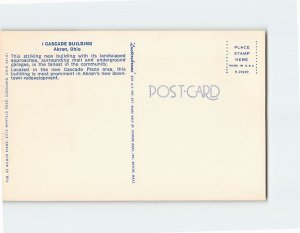 I CASCADE BUILDING
Akron, Ohio
This striking new building with its landscaped
approaches, surrounding mall and underground
garages, is the tallest in the community.
Located in the new Cascade Plaza area, this
building is most prominent in Akron's new down-
town redevelopment.
POST CARD
PLACE
STAMP
HERE
MADE IN U.S.A.